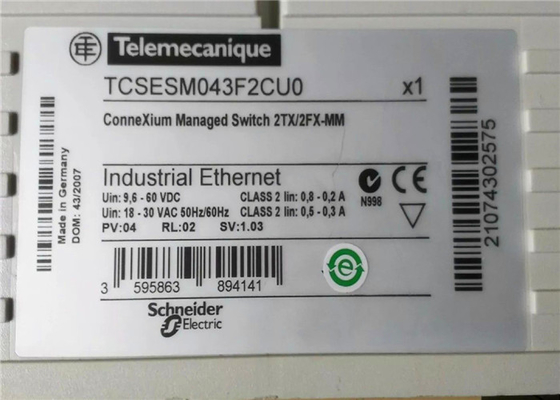 Telemecanique
TCSESM043F2CU0 x1
ConneXium Managed Switch 2TX/2FX-MM
Industrial Ethernet
Uin: 9,6 - 60 VDC CLASS 2 Iin: 0,8 - 0,2 A
Uin: 18 - 30 VAC 50Hz/60Hz CLASS 2 Iin: 0,5 - 0,3 A
PV:04 RL:02 SV:1.03
N998
CE
3 595863 894141
Schneider
Electric
Made in Germany
DOM: 43/2007
21074302575
e